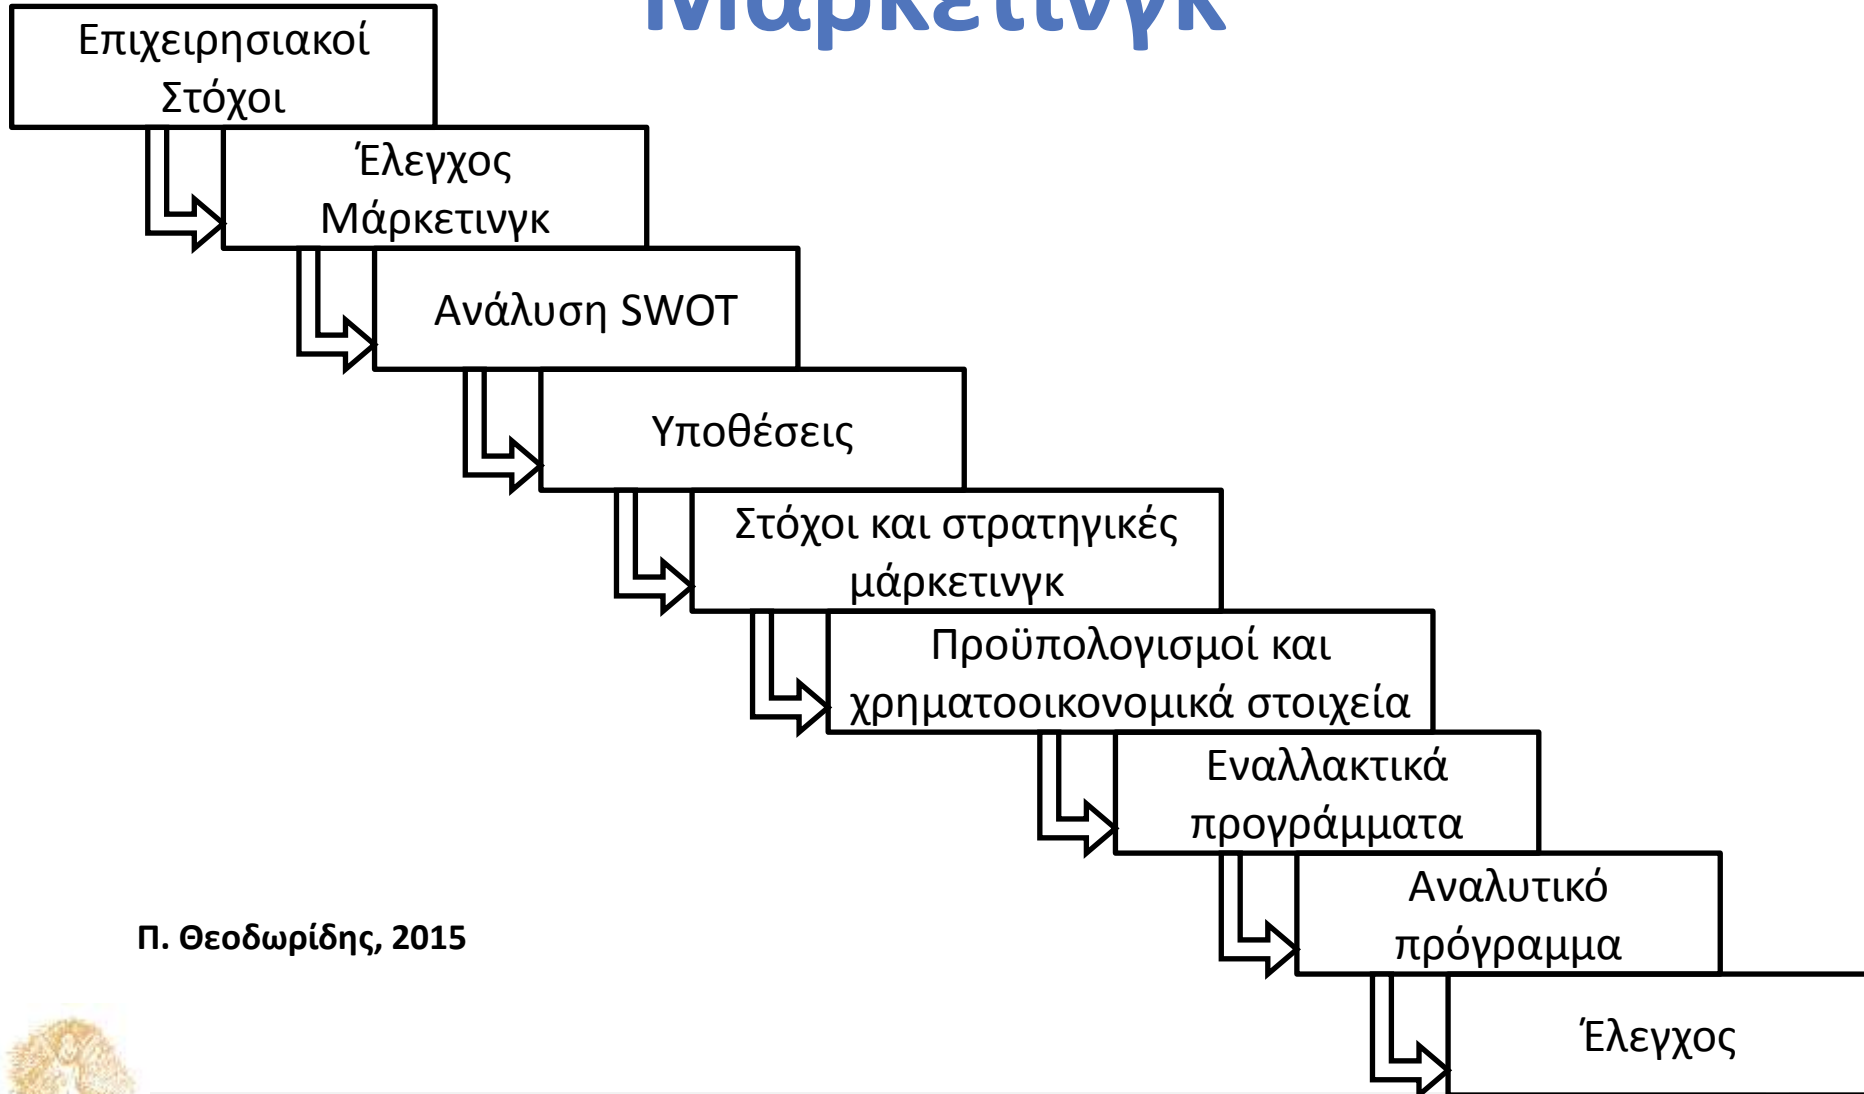 Μάρκετινγκ
Επιχειρησιακοί
Στόχοι
Έλεγχος
Μάρκετινγκ
Ανάλυση SWOT
Υποθέσεις
Στόχοι και στρατηγικές
μάρκετινγκ
Προϋπολογισμοί και
χρηματοοικονομικά στοιχεία
Εναλλακτικά
προγράμματα
Αναλυτικό
πρόγραμμα
Έλεγχος
Π. Θεοδωρίδης, 2015